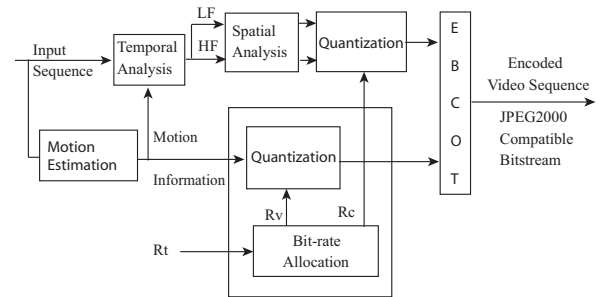 Input
Sequence
Temporal
Analysis
LF
HF
Spatial
Analysis
Quantization
E
B
C
O
T
Encoded
Video Sequence
JPEG2000
Compatible
Bitstream
Motion
Estimation
Motion
Information
Quantization
Rv
Rc
Rt
Bit-rate
Allocation